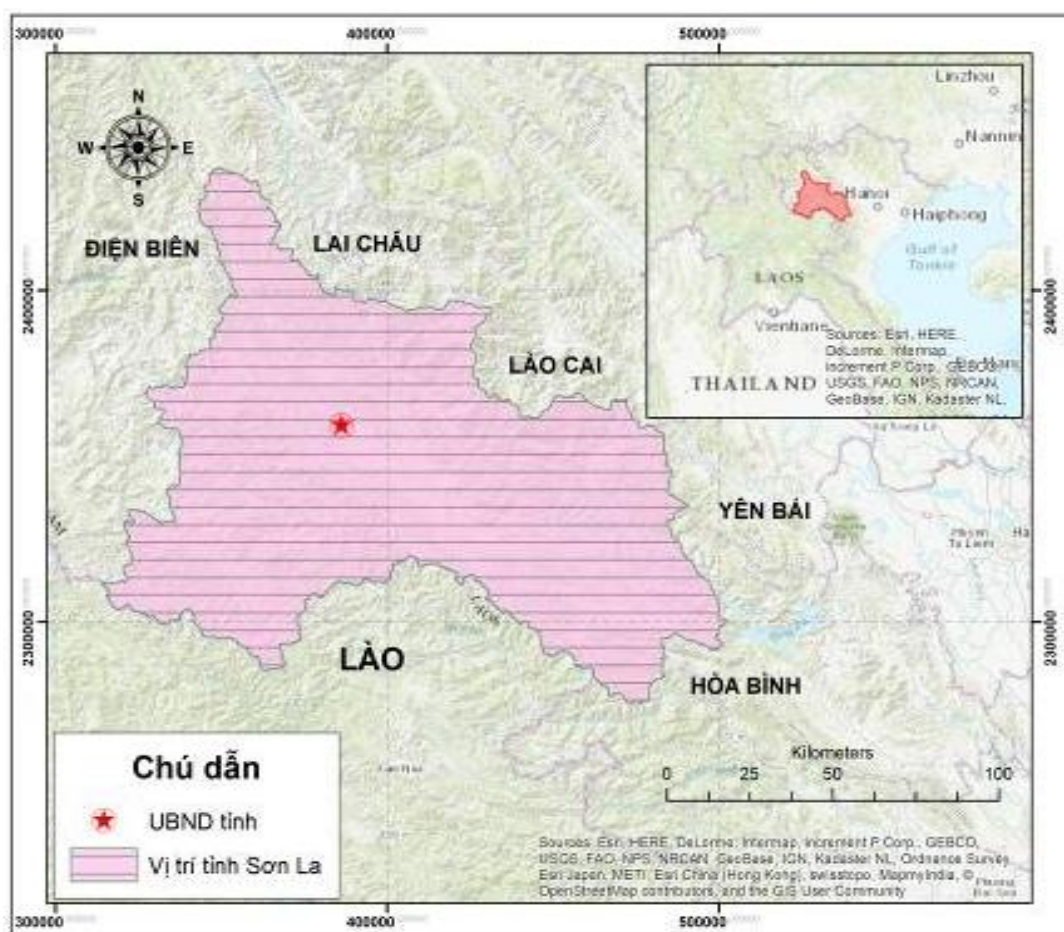 300000 400000 500000
N
W E
S
ĐIỆN BIÊN
LAI CHÂU
LÀO CAI
YÊN BÁI
HÒA BÌNH
LÀO
LAOS
2400000
2300000
2400000
2300000
Linzhou
Hanoi
Haiphong
Gulf of
Tonkin
LAOS
Vientiane
THAILAND
Sources: Esri, HERE,
DeLorme, Intermap,
increment P Corp., GEBCO,
USGS, FAO, NPS, NRCAN,
GeoBase, IGN, Kadaster NL,
Chú dẫn
UBND tỉnh
Vị trí tỉnh Sơn La
Kilometers
0 25 50 100
Sources: Esri, HERE, DeLorme, Intermap, increment P Corp., GEBCO,
USGS, FAO, NPS, NRCAN, GeoBase, IGN, Kadaster NL, Ordnance Survey,
Esri Japan, METI, Esri China (Hong Kong), swisstopo, MapmyIndia, ©
OpenStreetMap contributors, and the GIS User Community
300000 400000 500000